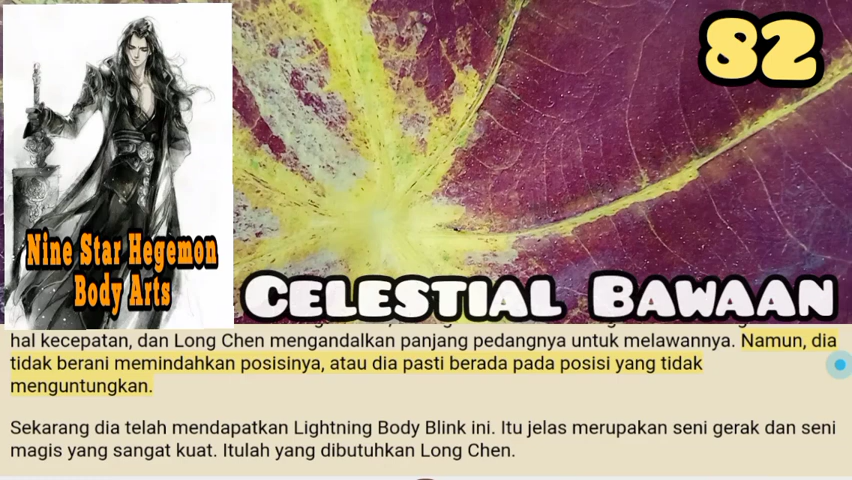 82
Nine Star Hegemon
Body Arts
Celestial Bawaan
hal kecepatan, dan Long Chen mengandalkan panjang pedangnya untuk melawannya. Namun, dia
tidak berani memindahkan posisinya, atau dia pasti berada pada posisi yang tidak
menguntungkan.
Sekarang dia telah mendapatkan Lightning Body Blink ini. Itu jelas merupakan seni gerak dan seni
magis yang sangat kuat. Itulah yang dibutuhkan Long Chen.